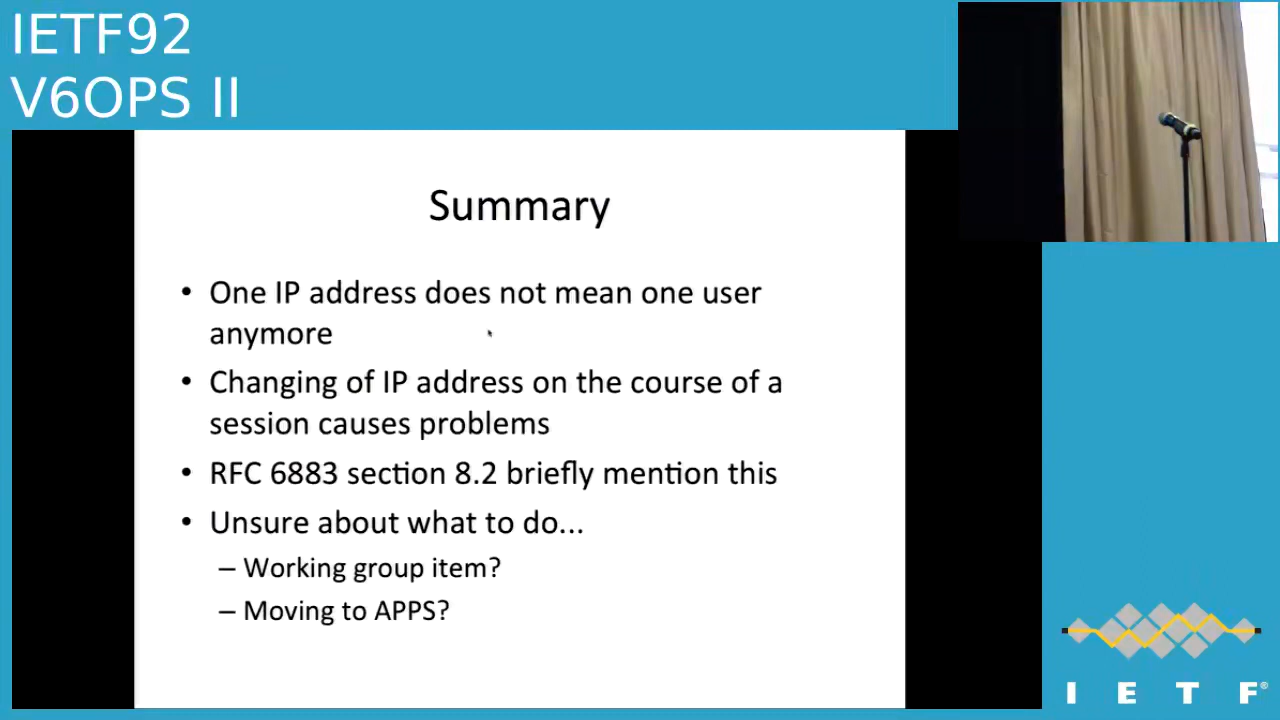 IETF92
V6OPS II
Summary
• One IP address does not mean one user
anymore
• Changing of IP address on the course of a
session causes problems
• RFC 6883 section 8.2 briefly mention this
• Unsure about what to do...
– Working group item?
– Moving to APPS?
I E T F®